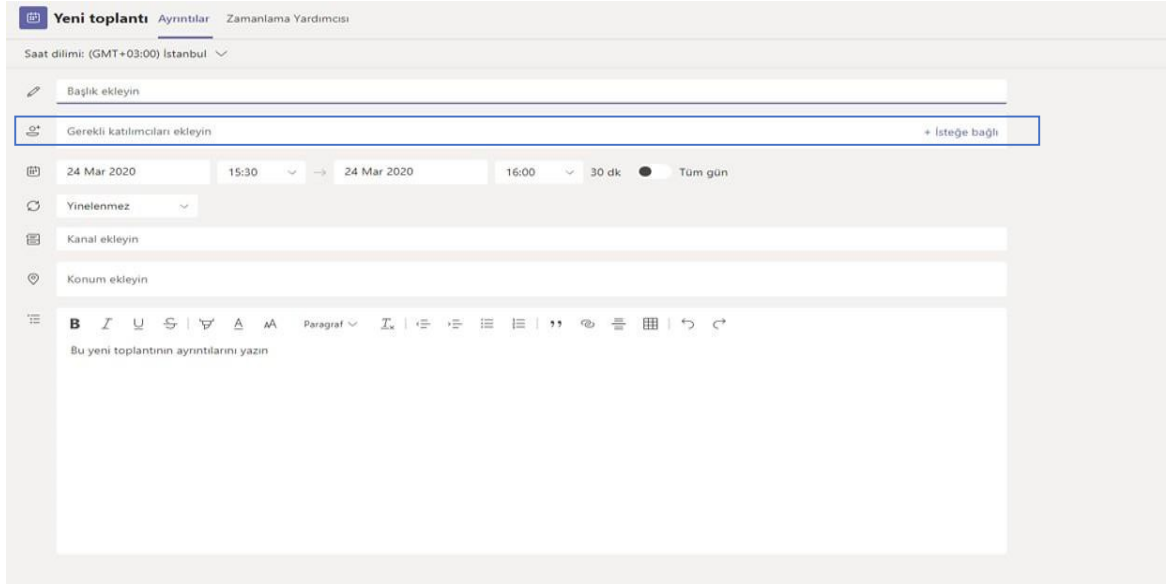 Yeni toplantı Ayrıntılar Zamanlama Yardımcısı
Saat dilimi: (GMT+03:00) İstanbul
Başlık ekleyin
Gerekli katılımcıları ekleyin + İsteğe bağlı
24 Mar 2020 15:30 → 24 Mar 2020 16:00 30 dk Tüm gün
Yinelenmez
Kanal ekleyin
Konum ekleyin
B I U S A AA Paragraf Tx
Bu yeni toplantının ayrıntılarını yazın